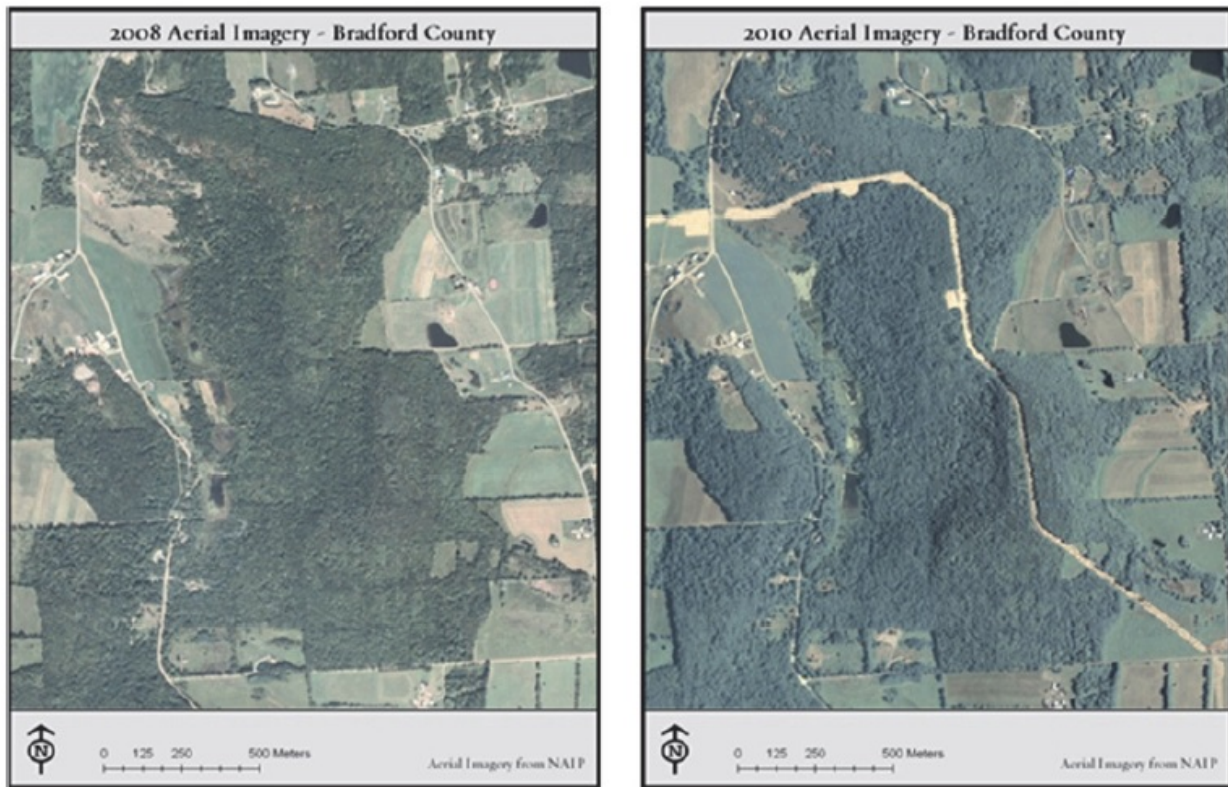 2008 Aerial Imagery - Bradford County
N
0 125 250 500 Meters
Aerial Imagery from NAIP
2010 Aerial Imagery - Bradford County
N
0 125 250 500 Meters
Aerial Imagery from NAIP